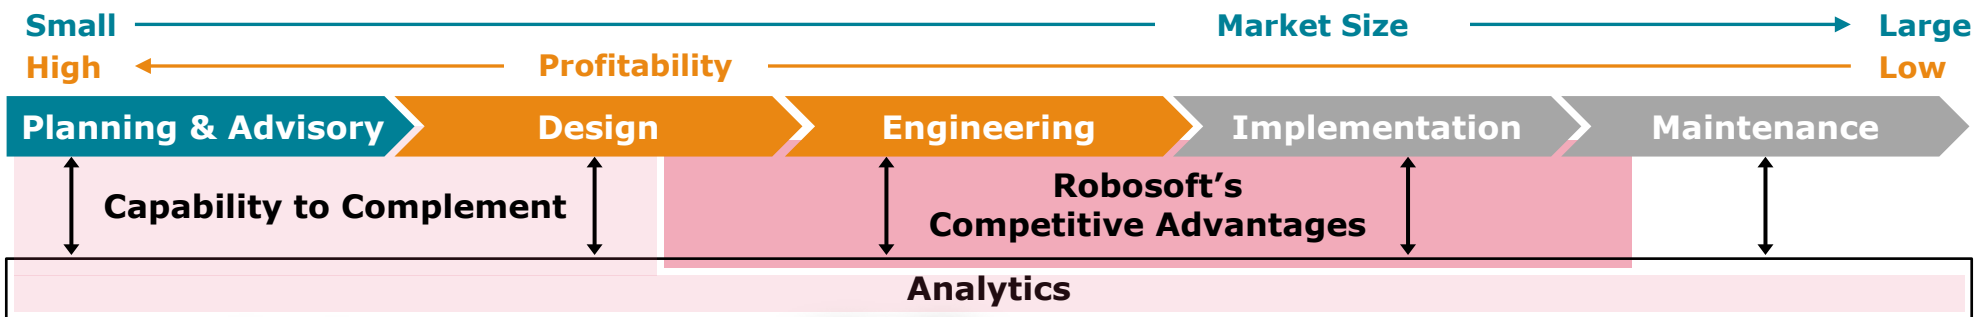 Small Market Size Large
High Profitability Low
Planning & Advisory Design Engineering Implementation Maintenance
Capability to Complement
Robosoft’s
Competitive Advantages
Analytics